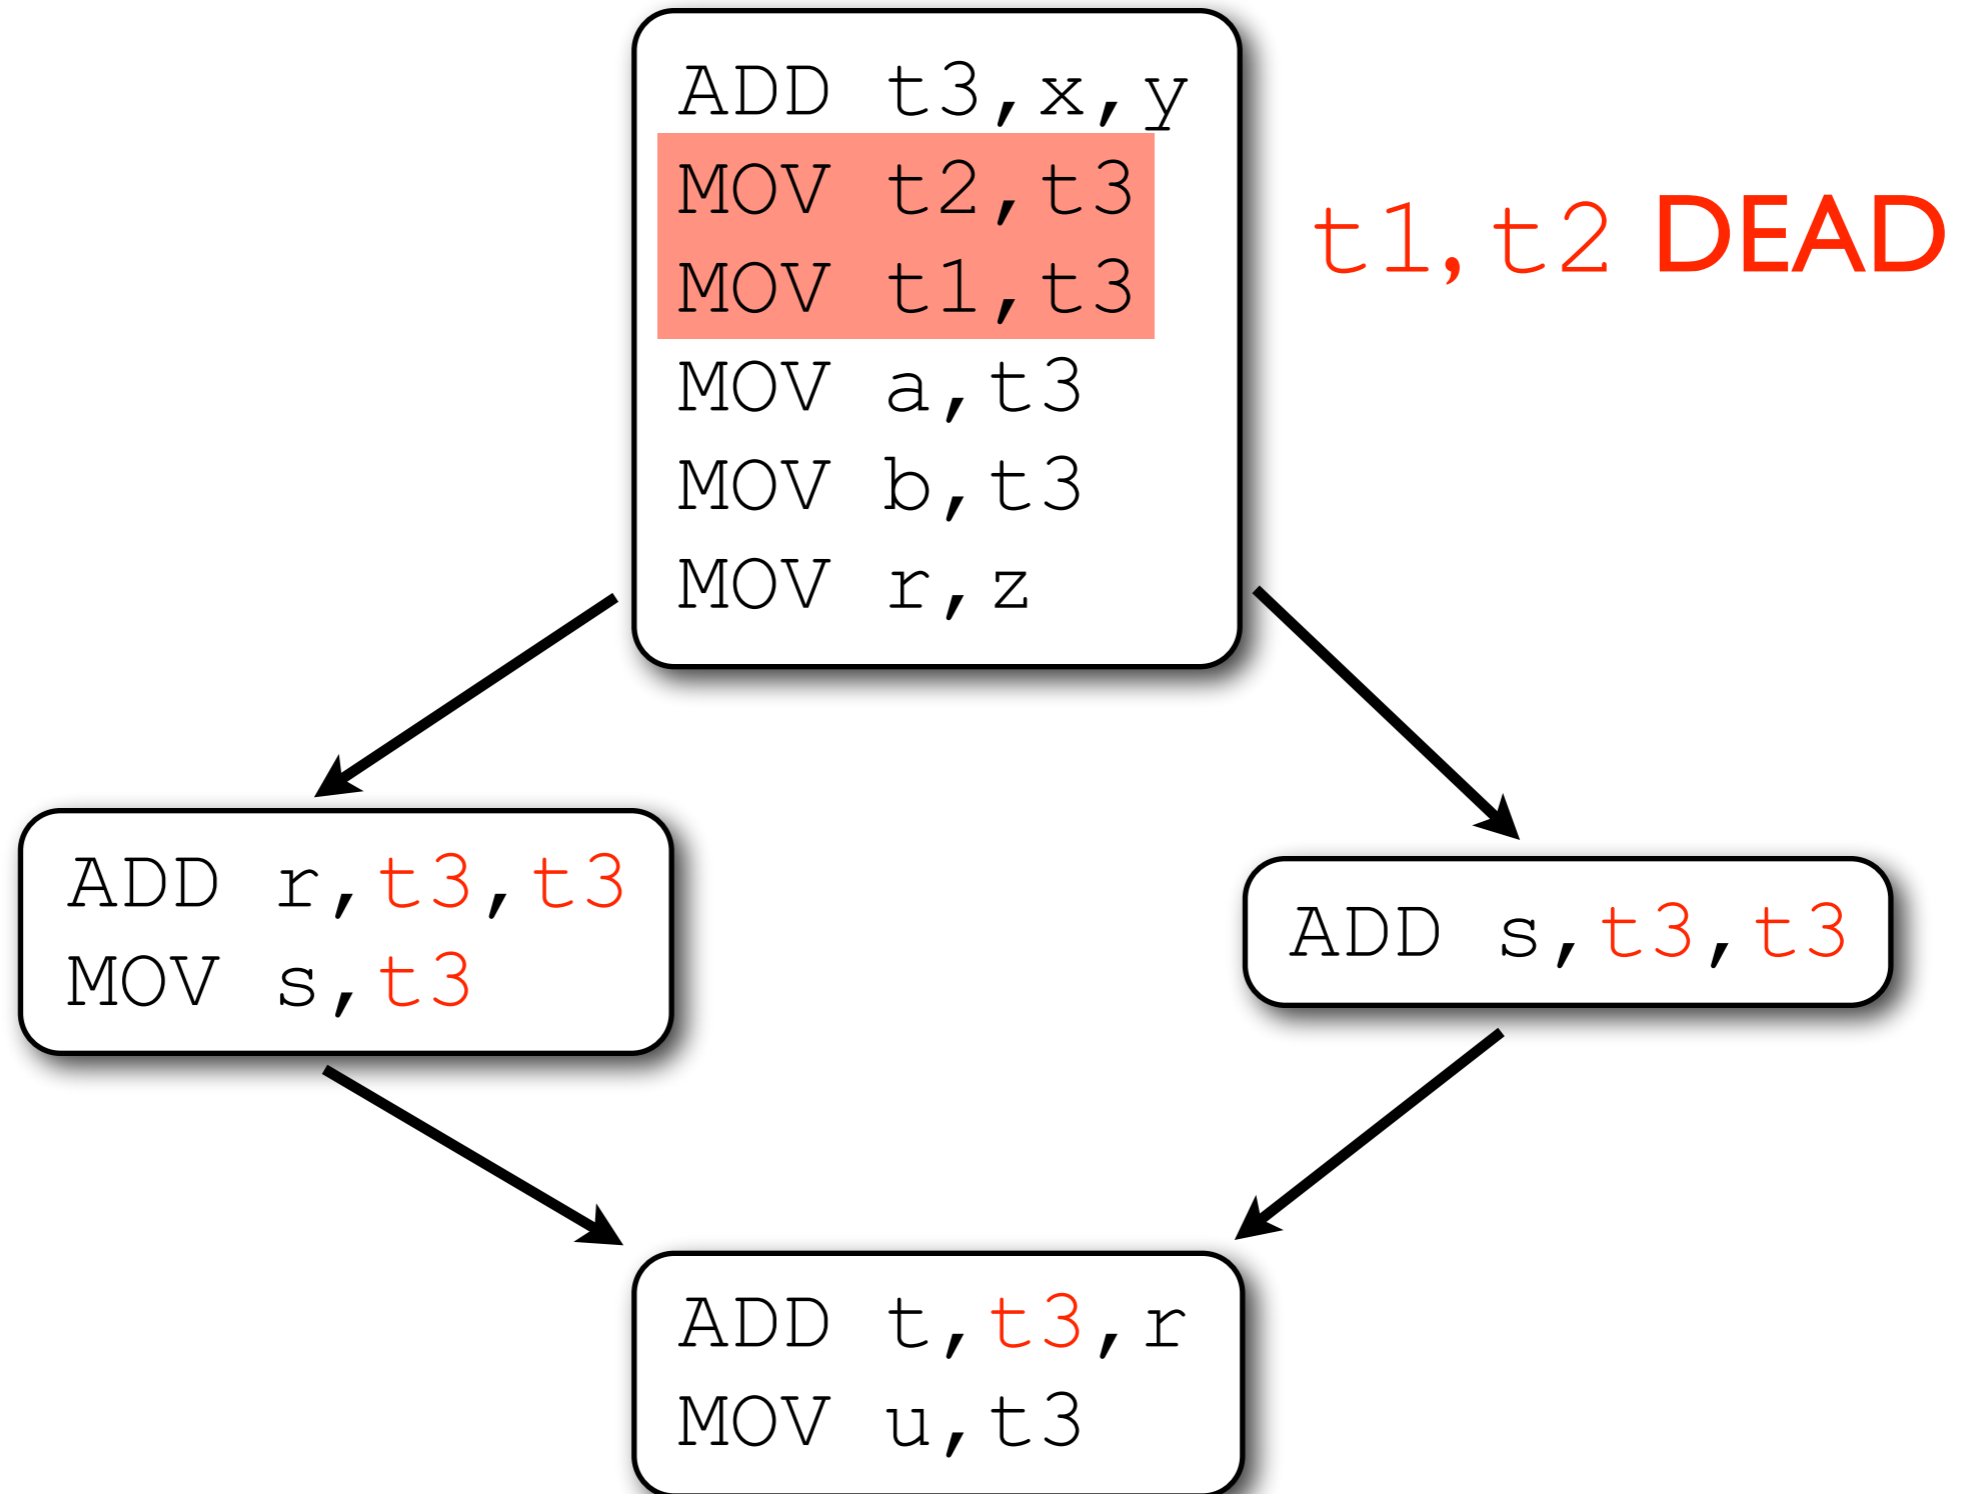 ADD t3,x,y
MOV t2,t3
MOV t1,t3
MOV a,t3
MOV b,t3
MOV r,z
t1,t2 DEAD
ADD r,t3,t3
MOV s,t3
ADD s,t3,t3
ADD t,t3,r
MOV u,t3